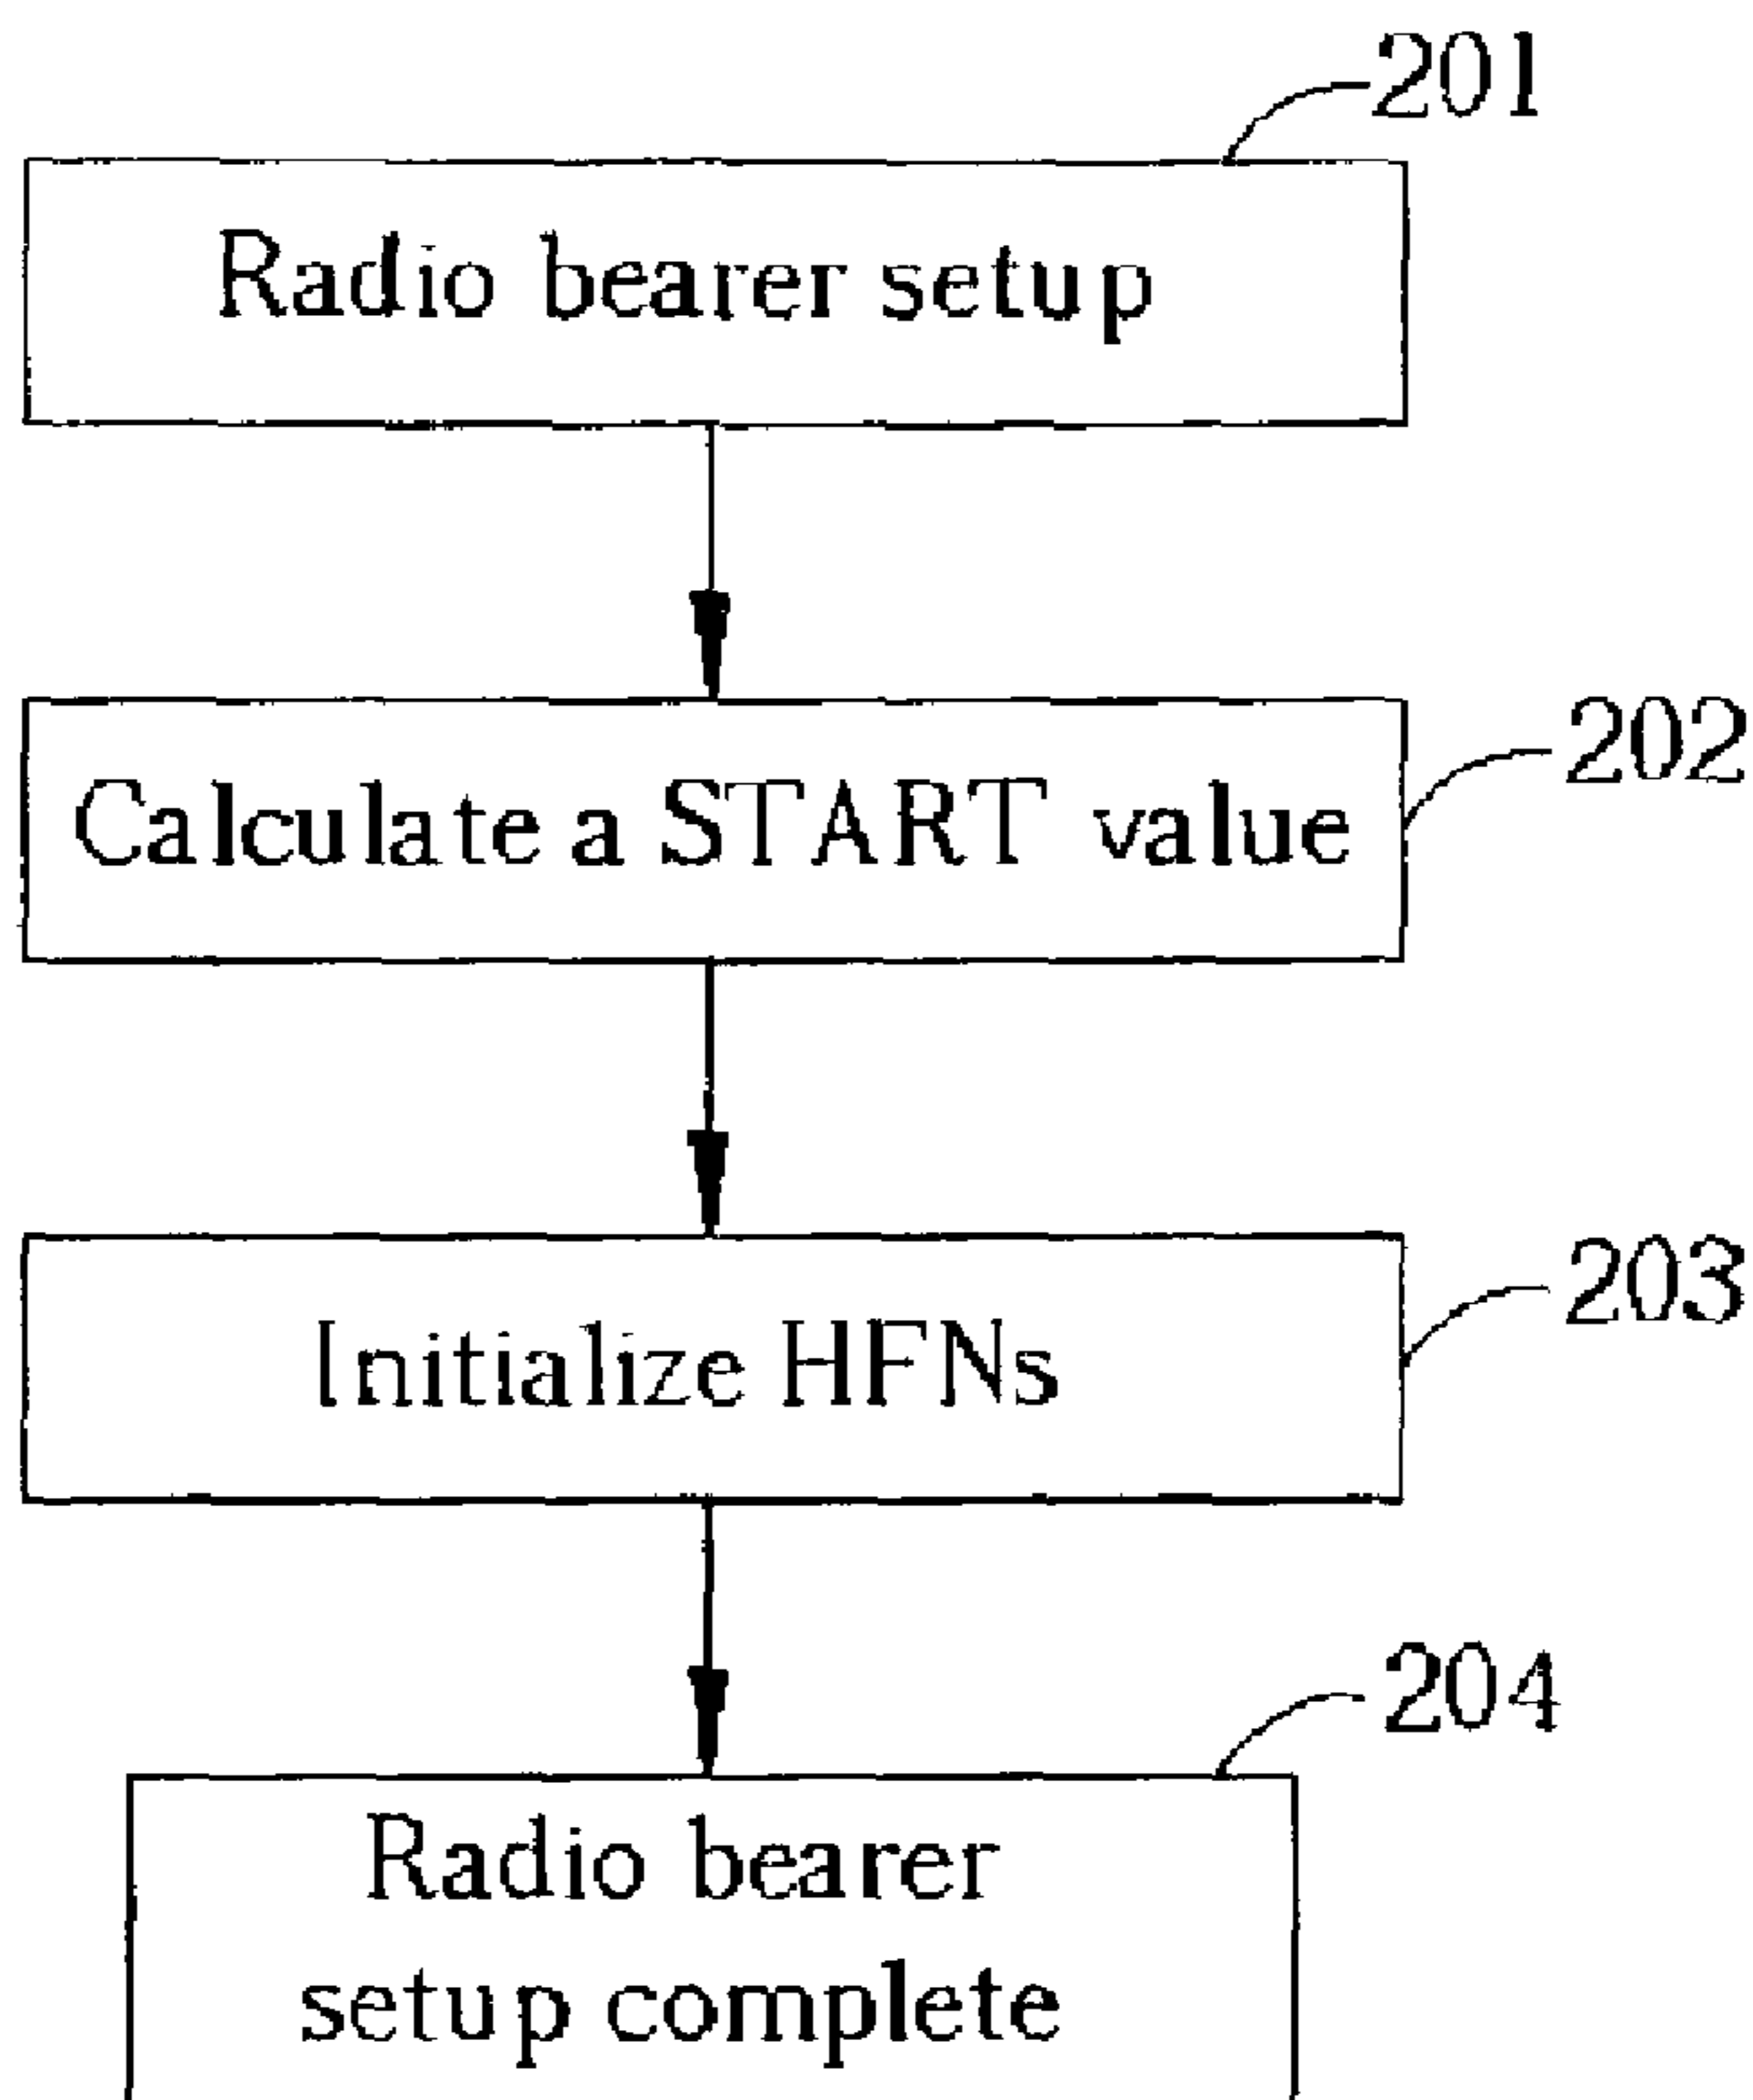 201
Radio bearer setup
202
Calculate a START value
203
Initialize HFNs
204
Radio bearer
setup complete